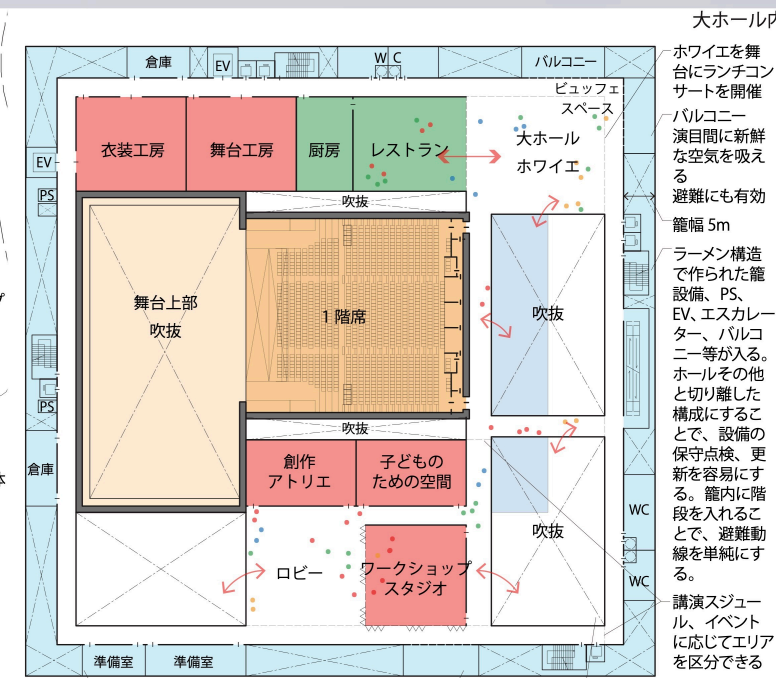 大ホール内
倉庫
EV
WC
バルコニー
ビュッフェ
スペース
衣装工房
舞台工房
厨房
レストラン
大ホール
ホワイエ
EV
PS
吹抜
舞台上部
吹抜
1階席
吹抜
PS
吹抜
倉庫
創作
アトリエ
子どもの
ための空間
吹抜
WC
ロビー
ワークショップ
スタジオ
WC
準備室
準備室
ホワイエを舞
台にランチコン
サートを開催
バルコニー
演目間に新鮮
な空気を吸え
る
避難にも有効
籠幅 5m
ラーメン構造
で作られた籠
設備、PS、
EV、エスカレー
ター、バルコ
ニー等が入る。
ホールその他
と切り離した
構成にするこ
とで、設備の
保守点検、更
新を容易にす
る。籠内に階
段を入れるこ
とで、避難動
線を単純にす
る。
講演スジュー
ル、イベント
に応じてエリア
を区分できる